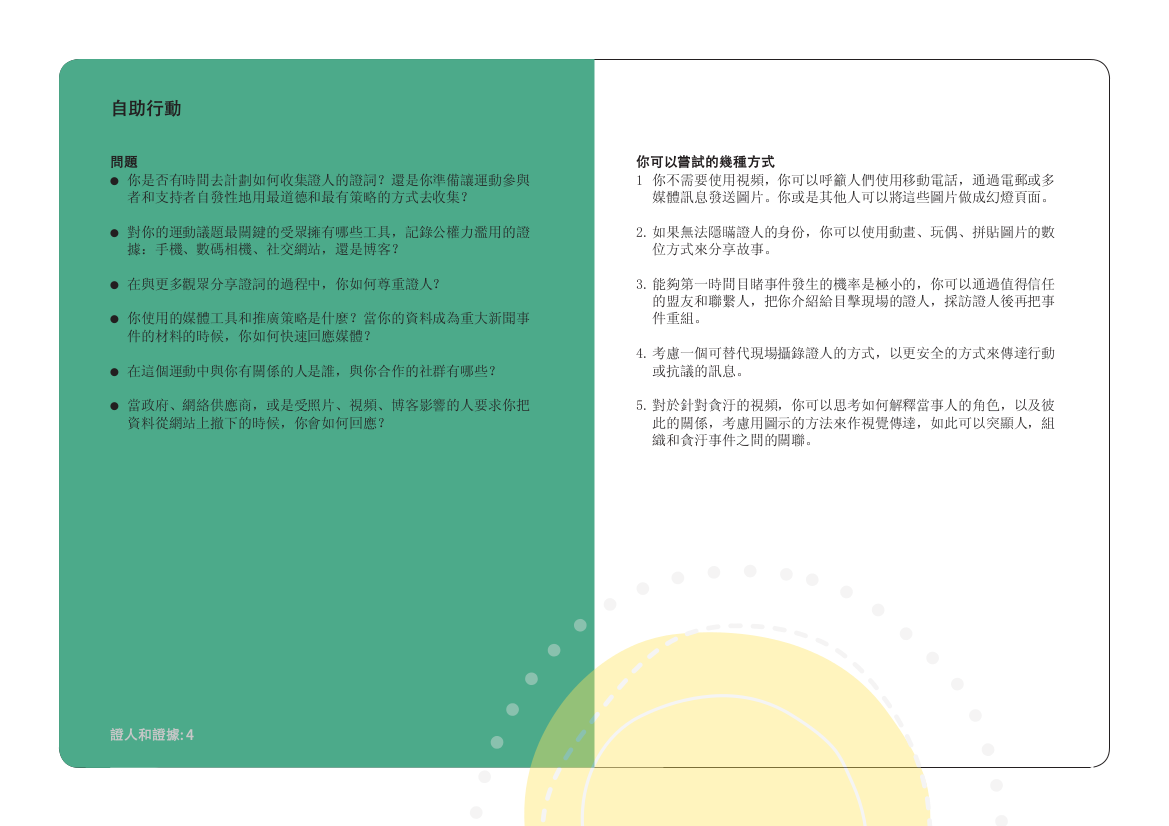 自助行動
問題
● 你是否有時間去計劃如何收集證人的證詞？還是你準備讓運動參與
者和支持者自發性地用最道德和最有策略的方式去收集？
● 對你的運動議題最關鍵的受眾擁有哪些工具，記錄公權力濫用的證
據：手機、數碼相機、社交網站，還是博客？
● 在與更多觀眾分享證詞的過程中，你如何尊重證人？
● 你使用的媒體工具和推廣策略是什麼？當你的資料成為重大新聞事
件的材料的時候，你如何快速回應媒體？
● 在這個運動中與你有關係的人是誰，與你合作的社群有哪些？
● 當政府、網絡供應商，或是受照片、視頻、博客影響的人要求你把
資料從網站上撤下的時候，你會如何回應？
證人和證據: 4
你可以嘗試的幾種方式
1 你不需要使用視頻，你可以呼籲人們使用移動電話，通過電郵或多
媒體訊息發送圖片。你或是其他人可以將這些圖片做成幻燈頁面。
2. 如果無法隱瞞證人的身份，你可以使用動畫、玩偶、拼貼圖片的數
位方式來分享故事。
3. 能夠第一時間目睹事件發生的機率是極小的，你可以通過值得信任
的盟友和聯繫人，把你介紹給目擊現場的證人，採訪證人後再把事
件重組。
4. 考慮一個可替代現場攝錄證人的方式，以更安全的方式來傳達行動
或抗議的訊息。
5. 對於針對貪汙的視頻，你可以思考如何解釋當事人的角色，以及彼
此的關係，考慮用圖示的方法來作視覺傳達，如此可以突顯人，組
織和貪汙事件之間的關聯。